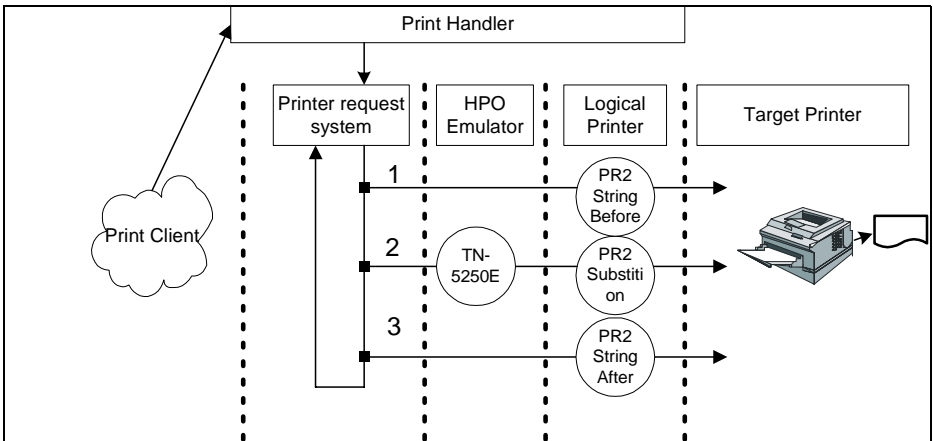 Print Handler
Printer request
system
HPO
Emulator
Logical
Printer
Target Printer
1
PR2
String
Before
Print Client
2
TN-
5250E
PR2
Substiti
on
3
PR2
String
After